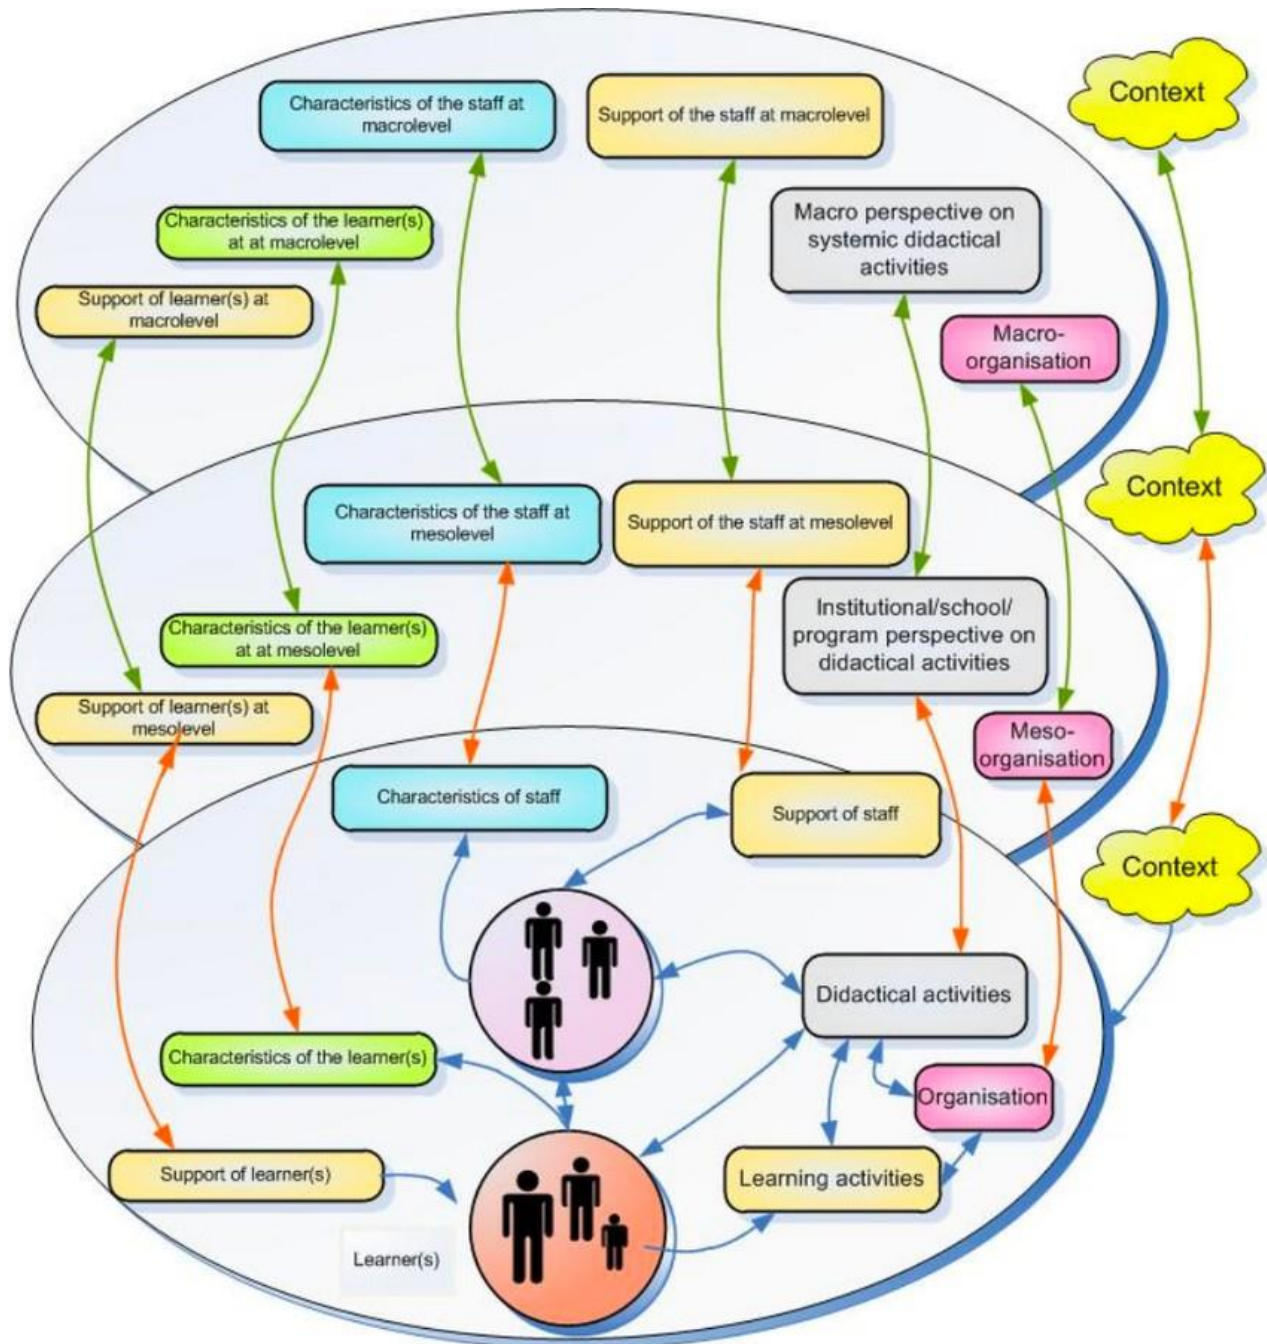 Characteristics of the staff at
macrolevel
Support of the staff at macrolevel
Context
Characteristics of the learner(s)
at at macrolevel
Macro perspective on
systemic didactical
activities
Support of learner(s) at
macrolevel
Macro-
organisation
Context
Characteristics of the staff at
mesolevel
Support of the staff at mesolevel
Institutional/school/
program perspective on
didactical activities
Characteristics of the learner(s)
at at mesolevel
Support of learner(s) at
mesolevel
Meso-
organisation
Characteristics of staff
Support of staff
Context
Didactical activities
Characteristics of the learner(s)
Organisation
Support of learner(s)
Learning activities
Learner(s)